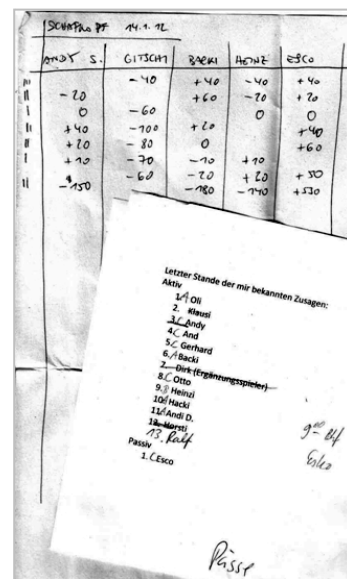 SCHAFKOPF 14.1.12
ANDY S. GITSCHI BACKI HEINZ ESCO
-40 +40 -40 +40
-20 +60 -20 +20
0 -60 0 0
+40 -100 +20 +40
+20 -80 0 +60
+10 -70 -10 +10
-60 -20 +20 +50
-150 -180 -140 +530
Letzter Stande der mir bekannten Zusagen:
Aktiv
1. Oli
2. Klausi
3. C Andy
4. C And
5. C Gerhard
6. A Backi
7. Dirk (Ergänzungsspieler)
8. C Otto
9. Heinzi
10. Hacki
11. A Andi D.
12. Horsti
13. Ralf
Passiv
1. C Esco
Esko
Pässe